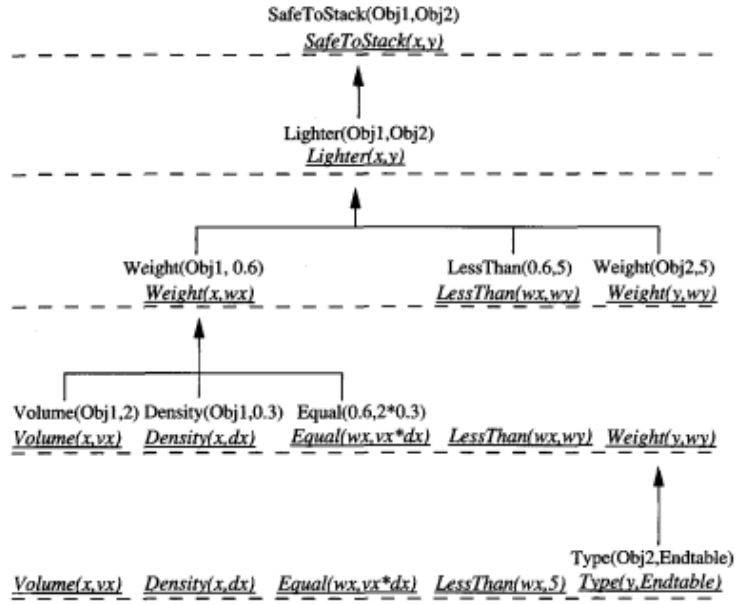 SafeToStack(Obj1,Obj2)
SafeToStack(x,y)
Lighter(Obj1,Obj2)
Lighter(x,y)
Weight(Obj1, 0.6) LessThan(0.6,5) Weight(Obj2,5)
Weight(x,wx) LessThan(wx,wy) Weight(y,wy)
Volume(Obj1,2) Density(Obj1,0.3) Equal(0.6,2*0.3)
Volume(x,vx) Density(x,dx) Equal(wx,vx*dx) LessThan(wx,wy) Weight(y,wy)
Type(Obj2,Endtable)
Volume(x,vx) Density(x,dx) Equal(wx,vx*dx) LessThan(wx,5) Type(y,Endtable)